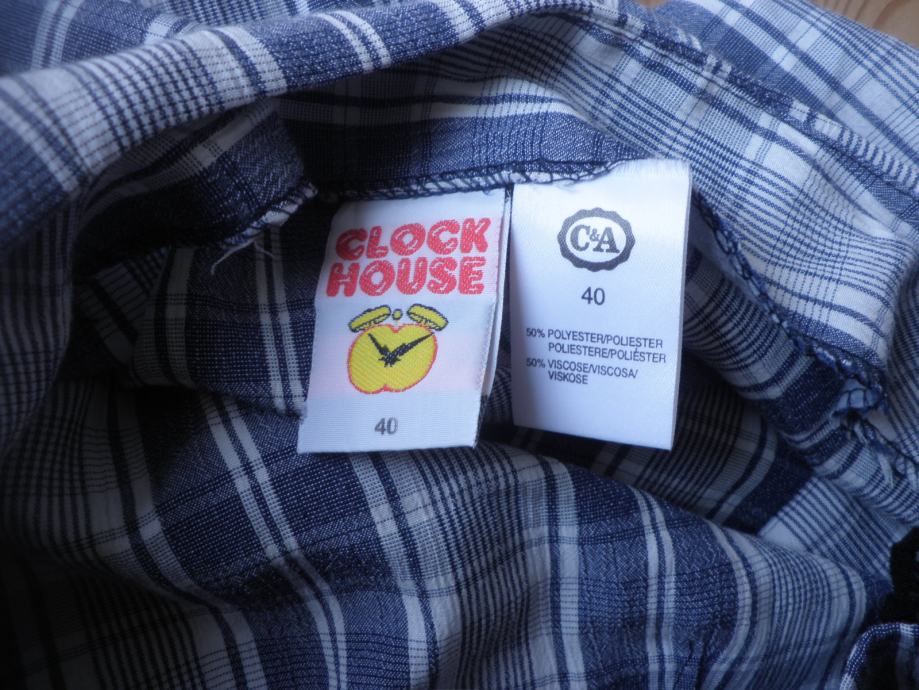 CLOCK
HOUSE
40
C&A
40
50% POLYESTER/POLIESTER
POLIESTERE/POLIÉSTER
50% VISCOSE/VISCOSA/
VISKOSE